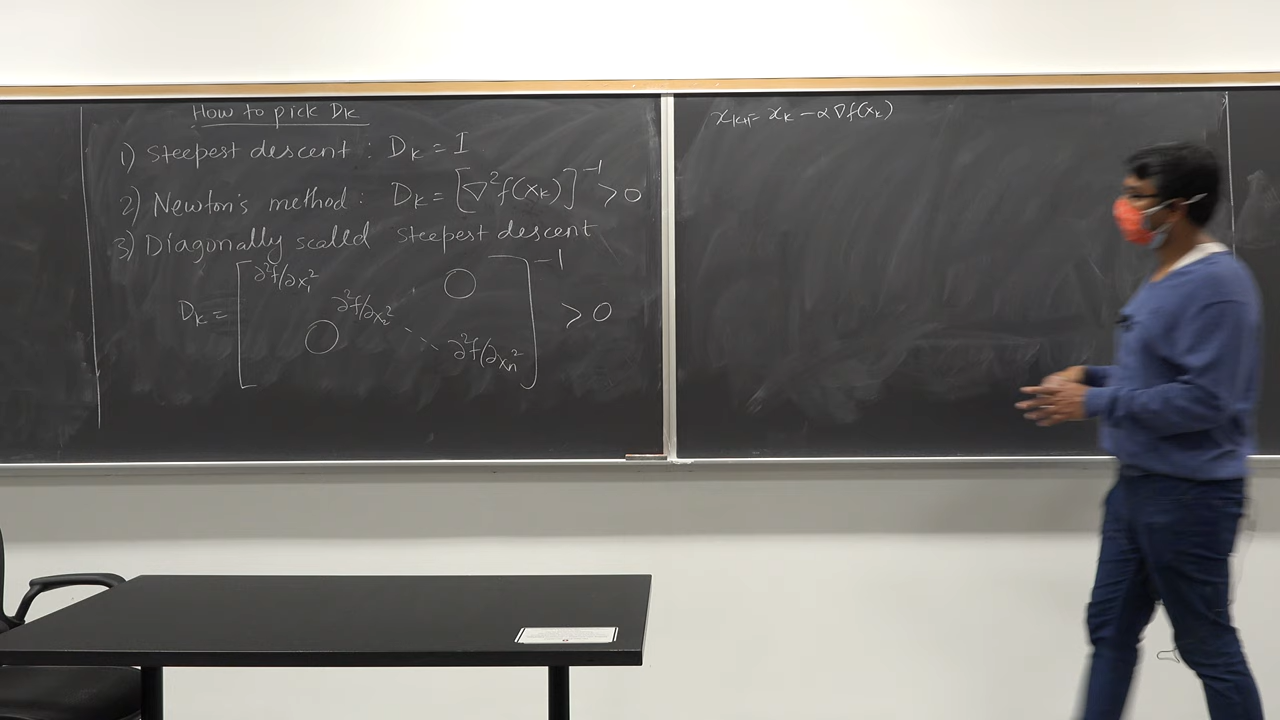 How to pick Dk
1) Steepest descent : Dk = I
2) Newton's method : Dk = [∇²f(xk)]⁻¹ > 0
3) Diagonally scaled steepest descent
Dk = [∂²f/∂x₁² ∂²f/∂x₂² ⋱ ∂²f/∂xn² 0 0]⁻¹ > 0
xk+1 = xk - α∇f(xk)